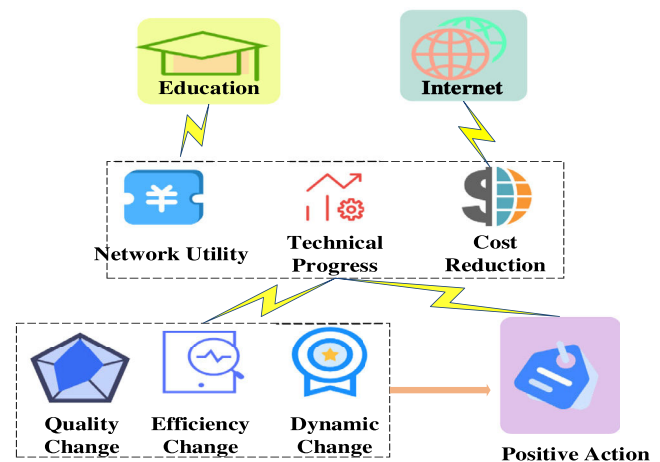 Education
Internet
¥
Network Utility
Technical
Progress
$
Cost
Reduction
Quality
Change
Efficiency
Change
Dynamic
Change
Positive Action